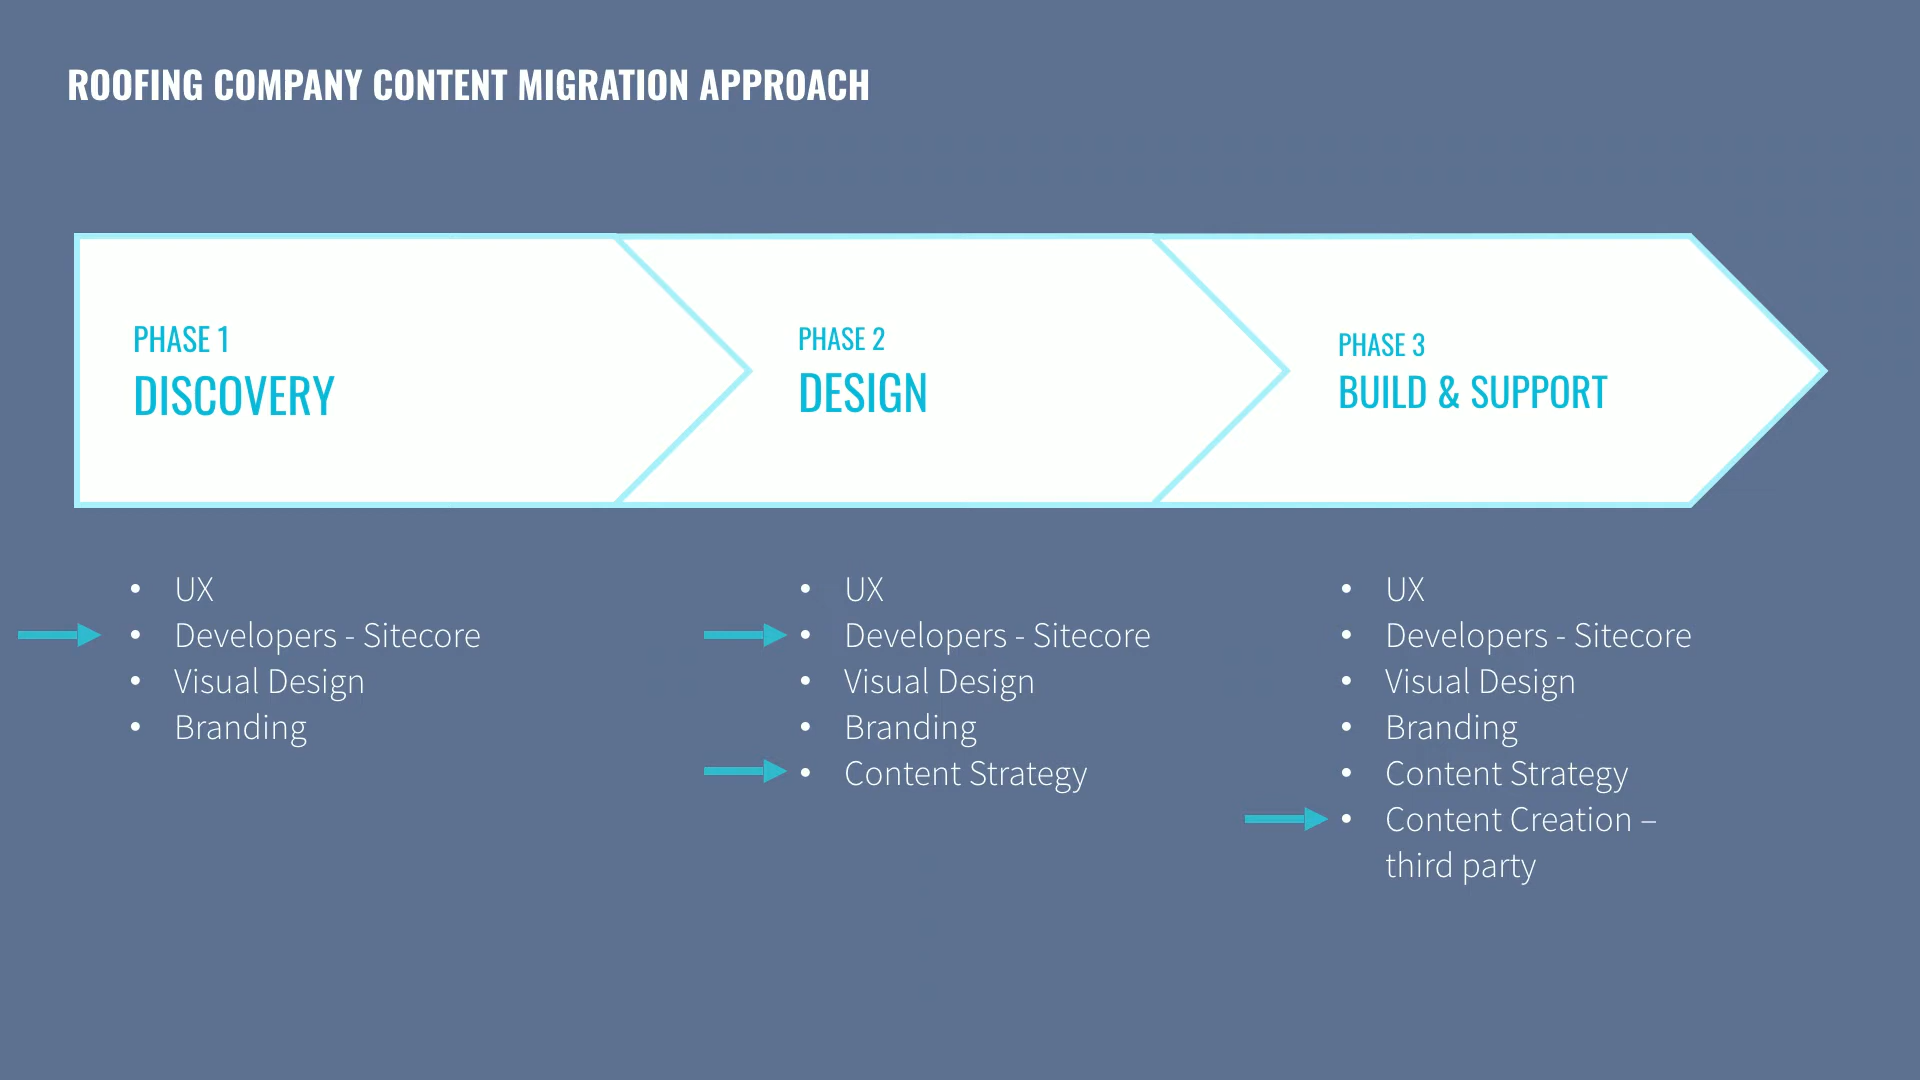 ROOFING COMPANY CONTENT MIGRATION APPROACH
PHASE 1
DISCOVERY
PHASE 2
DESIGN
PHASE 3
BUILD & SUPPORT
• UX
• Developers - Sitecore
• Visual Design
• Branding
• UX
• Developers - Sitecore
• Visual Design
• Branding
• Content Strategy
• UX
• Developers - Sitecore
• Visual Design
• Branding
• Content Strategy
• Content Creation –
third party